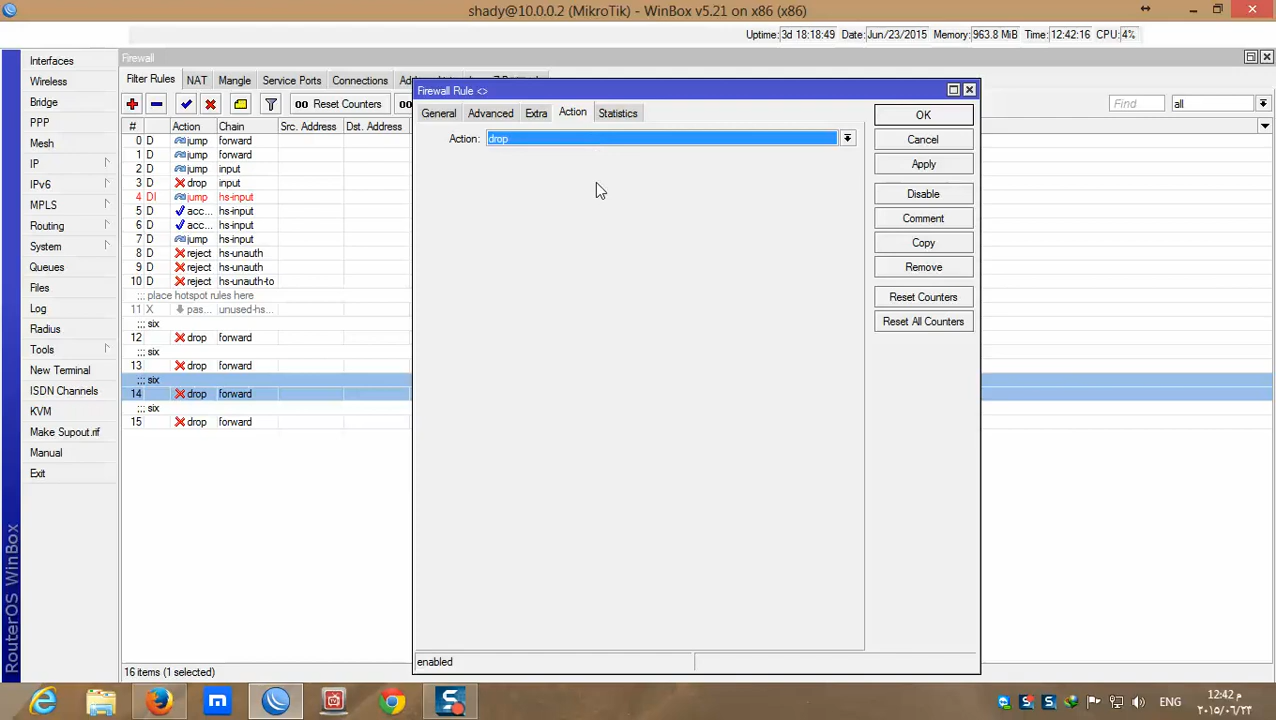 shady@10.0.0.2 (MikroTik) - WinBox v5.21 on x86 (x86)
Uptime: 3d 18:18:49 Date: Jun/23/2015 Memory: 963.8 MiB Time: 12:42:16 CPU: 4%
Interfaces
Wireless
Bridge
PPP
Mesh
IP
IPv6
MPLS
Routing
System
Queues
Files
Log
Radius
Tools
New Terminal
ISDN Channels
KVM
Make Supout.rif
Manual
Exit
RouterOS WinBox
Firewall
Filter Rules NAT Mangle Service Ports Connections
00 Reset Counters 00
Find all
# Action Chain Src. Address Dst. Address
0 D jump forward
1 D jump forward
2 D jump input
3 D drop input
4 DI jump hs-input
5 D acc... hs-input
6 D acc... hs-input
7 D jump hs-input
8 D reject hs-unauth
9 D reject hs-unauth
10 D reject hs-unauth-to
;;; place hotspot rules here
11 X pas... unused-hs...
;;; six
12 drop forward
;;; six
13 drop forward
;;; six
14 drop forward
;;; six
15 drop forward
16 items (1 selected)
Firewall Rule <>
General Advanced Extra Action Statistics
Action: drop
OK
Cancel
Apply
Disable
Comment
Copy
Remove
Reset Counters
Reset All Counters
enabled
ENG
12:42 م
٢٠١٥/٠٦/٢٣